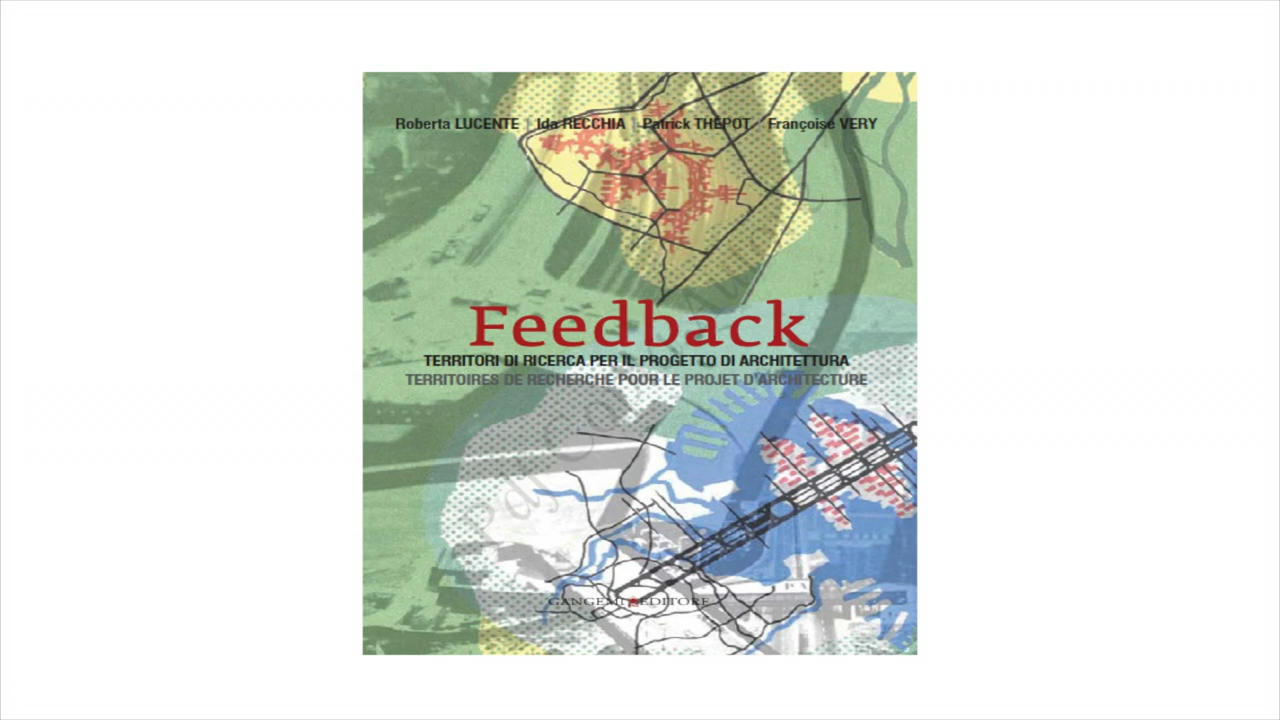 Roberta LUCENTE | Ida RECCHIA | Patrick THÉPOT | Françoise VERY
Feedback
TERRITORI DI RICERCA PER IL PROGETTO DI ARCHITETTURA
TERRITOIRES DE RECHERCHE POUR LE PROJET D'ARCHITECTURE
GANGEMI EDITORE